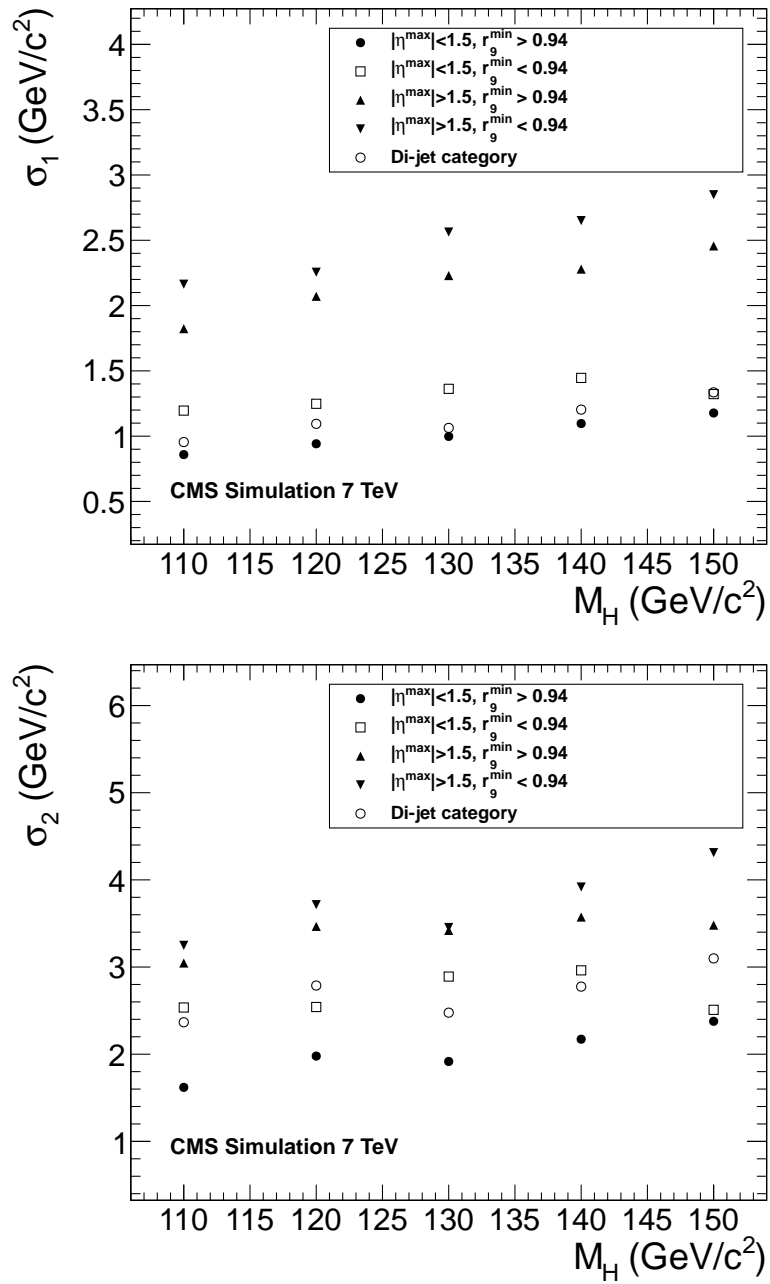 σ₁ (GeV/c²)
4
3.5
3
2.5
2
1.5
1
0.5
|η^max|<1.5, r₉^min > 0.94
|η^max|<1.5, r₉^min < 0.94
|η^max|>1.5, r₉^min > 0.94
|η^max|>1.5, r₉^min < 0.94
Di-jet category
CMS Simulation 7 TeV
110 115 120 125 130 135 140 145 150
M_H (GeV/c²)
σ₂ (GeV/c²)
6
5
4
3
2
1
|η^max|<1.5, r₉^min > 0.94
|η^max|<1.5, r₉^min < 0.94
|η^max|>1.5, r₉^min > 0.94
|η^max|>1.5, r₉^min < 0.94
Di-jet category
CMS Simulation 7 TeV
110 115 120 125 130 135 140 145 150
M_H (GeV/c²)